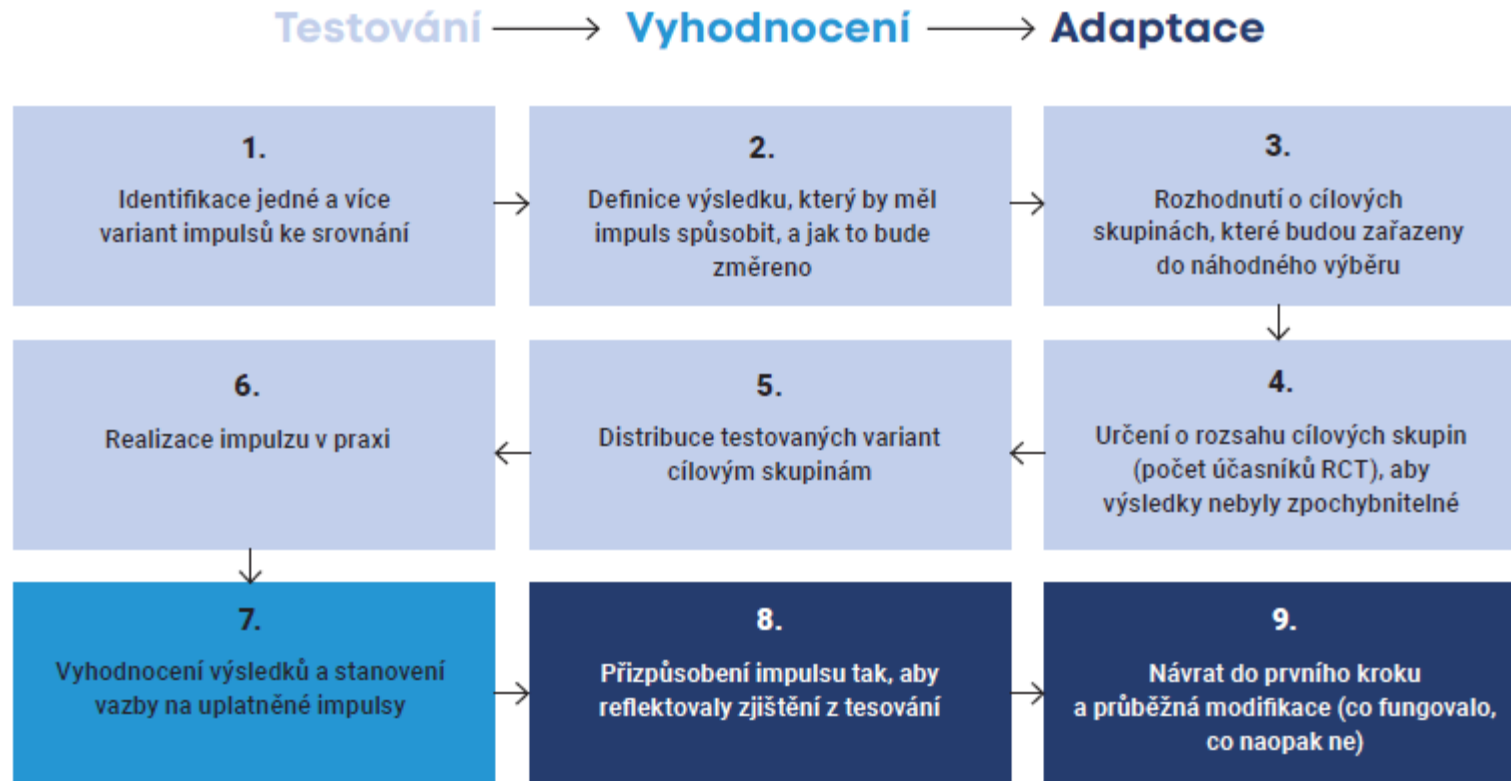 Testování → Vyhodnocení → Adaptace
1.
Identifikace jedné a více
variant impulsů ke srovnání
2.
Definice výsledku, který by měl
impuls spůsobit, a jak to bude
změreno
3.
Rozhodnutí o cílových
skupinách, které budou zařazeny
do náhodného výběru
4.
Určení o rozsahu cílových skupin
(počet účasníků RCT), aby
výsledky nebyly zpochybnitelné
5.
Distribuce testovaných variant
cílovým skupinám
6.
Realizace impulzu v praxi
7.
Vyhodnocení výsledků a stanovení
vazby na uplatněné impulsy
8.
Přizpůsobení impulsu tak, aby
reflektovaly zjištění z tesování
9.
Návrat do prvního kroku
a průběžná modifikace (co fungovalo,
co naopak ne)